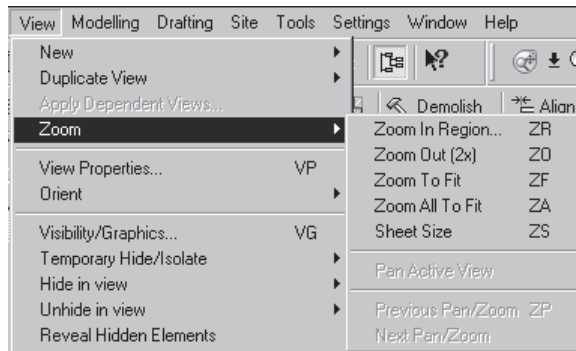 View Modelling Drafting Site Tools Settings Window Help
New
Duplicate View
Apply Dependent Views...
Zoom
View Properties... VP
Orient
Visibility/Graphics... VG
Temporary Hide/Isolate
Hide in view
Unhide in view
Reveal Hidden Elements
Demolish Align
Zoom In Region... ZR
Zoom Out (2x) ZO
Zoom To Fit ZF
Zoom All To Fit ZA
Sheet Size ZS
Pan Active View
Previous Pan/Zoom ZP
Next Pan/Zoom